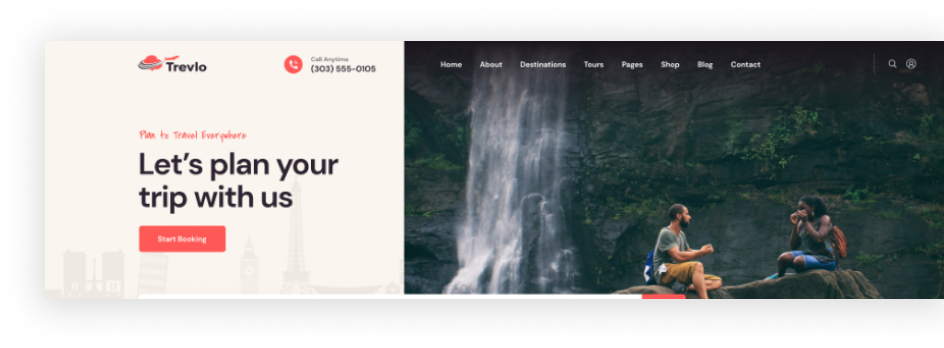 Trevlo
Call Anytime
(303) 555-0105
Home About Destinations Tours Pages Shop Blog Contact
Plan to Travel Everywhere
Let's plan your
trip with us
Start Booking